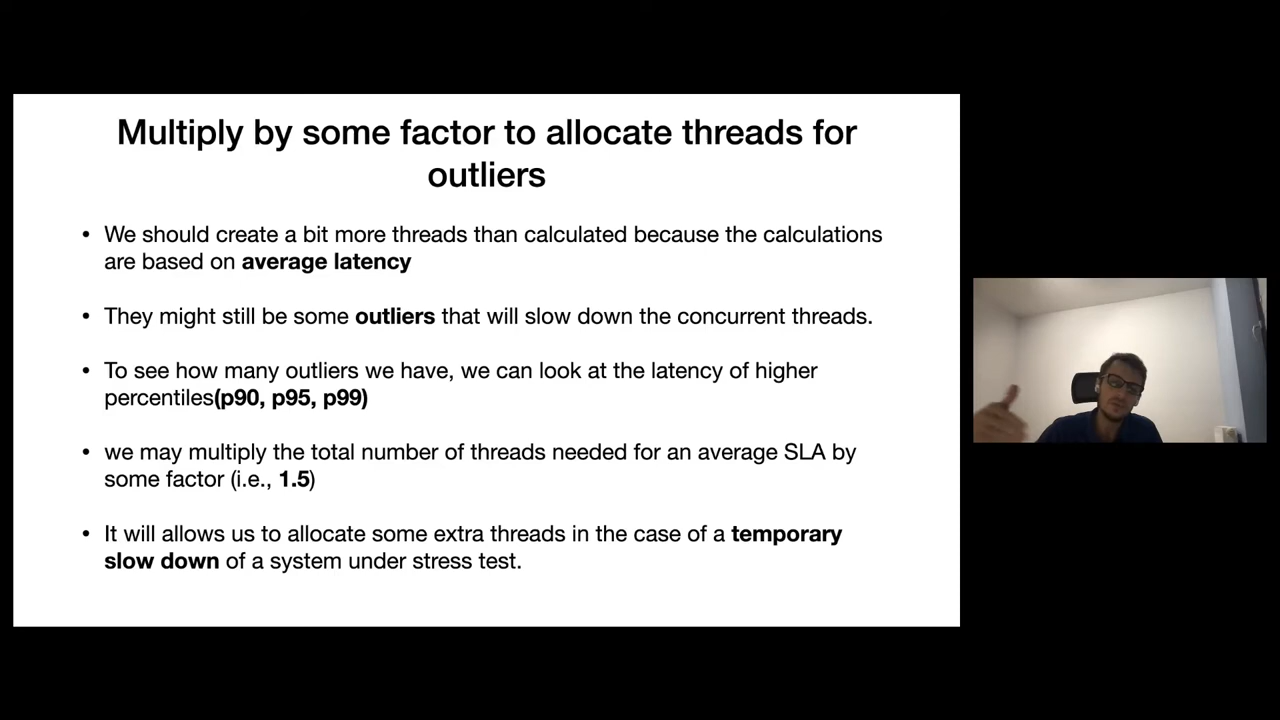 Multiply by some factor to allocate threads for
outliers
• We should create a bit more threads than calculated because the calculations
are based on average latency
• They might still be some outliers that will slow down the concurrent threads.
• To see how many outliers we have, we can look at the latency of higher
percentiles(p90, p95, p99)
• we may multiply the total number of threads needed for an average SLA by
some factor (i.e., 1.5)
• It will allows us to allocate some extra threads in the case of a temporary
slow down of a system under stress test.